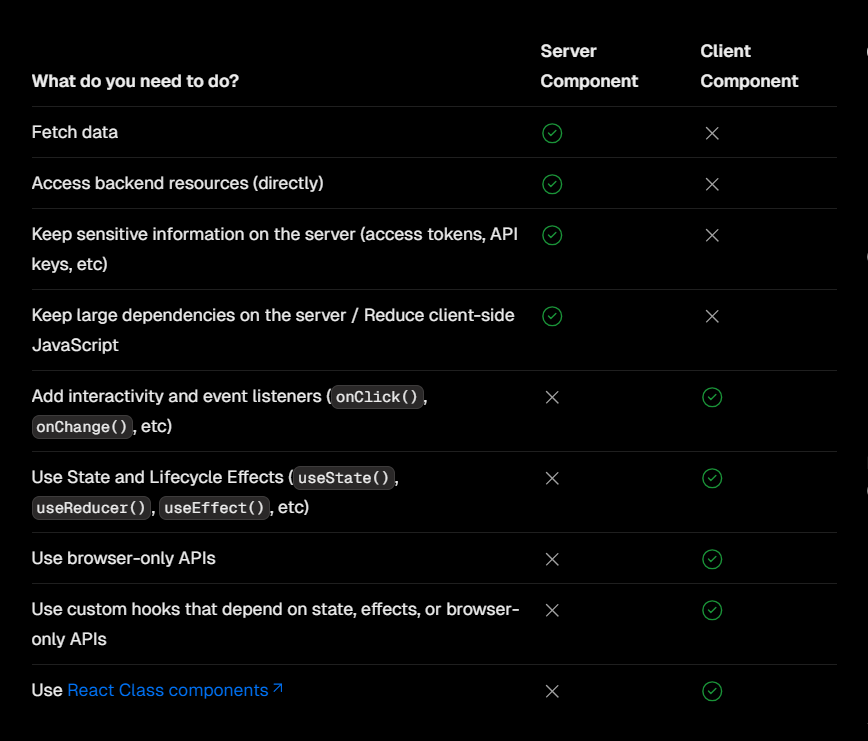 What do you need to do?
Server
Component
Client
Component
Fetch data
Access backend resources (directly)
Keep sensitive information on the server (access tokens, API
keys, etc)
Keep large dependencies on the server / Reduce client-side
JavaScript
Add interactivity and event listeners (onClick(),
onChange(), etc)
Use State and Lifecycle Effects (useState(),
useReducer(), useEffect(), etc)
Use browser-only APIs
Use custom hooks that depend on state, effects, or browser-
only APIs
Use React Class components